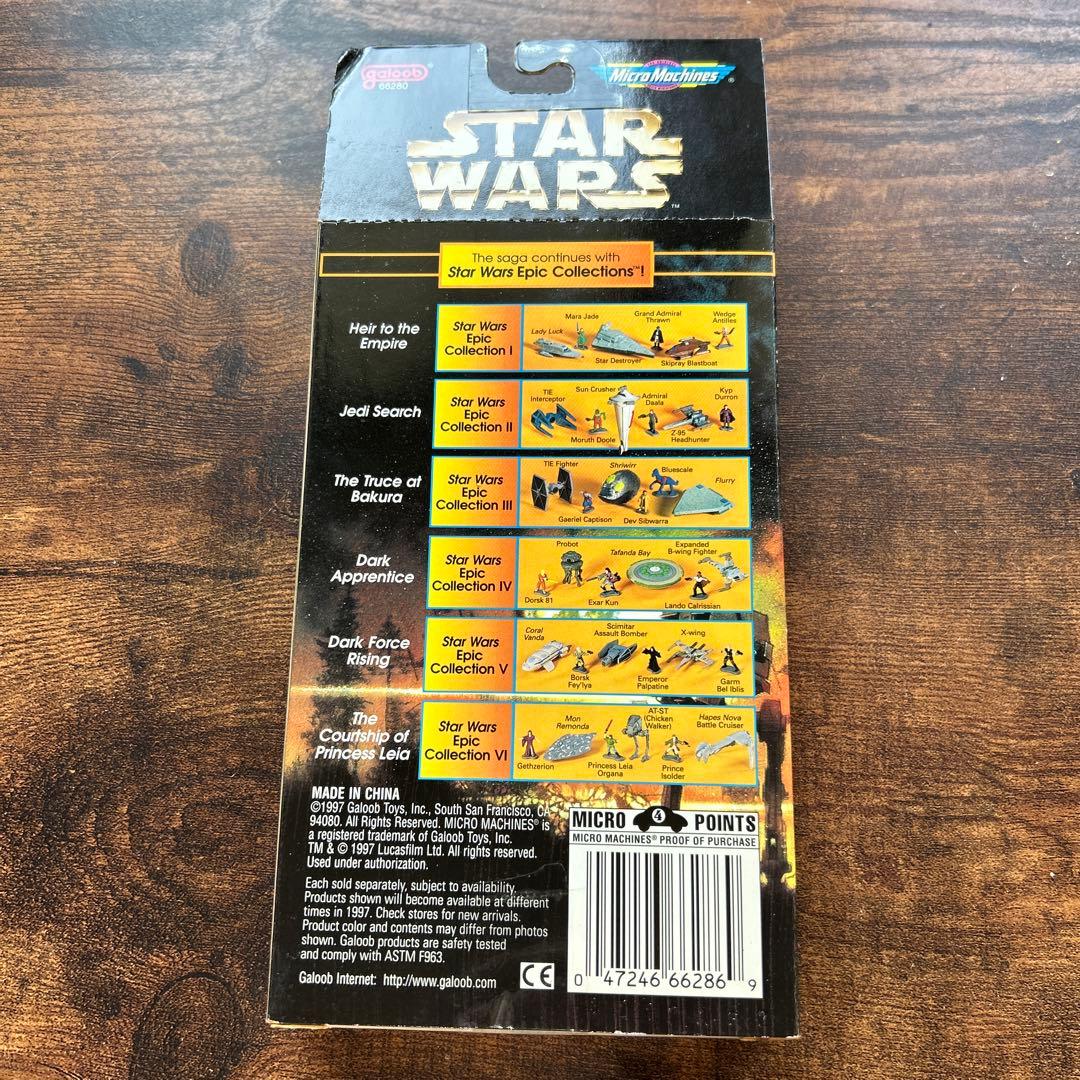 galoob
66280
Micro Machines
STAR
WARS™
The saga continues with
Star Wars Epic Collections™!
Heir to the
Empire
Star Wars
Epic
Collection I
Lady Luck
Mara Jade
Star Destroyer
Grand Admiral
Thrawn
Skipray Blastboat
Wedge
Antilles
Jedi Search
Star Wars
Epic
Collection II
TIE
Interceptor
Moruth Doole
Sun Crusher
Admiral
Daala
Z-95
Headhunter
Kyp
Durron
The Truce at
Bakura
Star Wars
Epic
Collection III
TIE Fighter
Gaeriel Captison
Shriwirr
Dev Sibwarra
Bluescale
Flurry
Dark
Apprentice
Star Wars
Epic
Collection IV
Dorsk 81
Probot
Exar Kun
Tafanda Bay
Lando Calrissian
Expanded
B-wing Fighter
Dark Force
Rising
Star Wars
Epic
Collection V
Coral
Vanda
Borsk
Fey'lya
Scimitar
Assault Bomber
Emperor
Palpatine
X-wing
Garm
Bel Iblis
The
Courtship of
Princess Leia
Star Wars
Epic
Collection VI
Gethzerion
Mon
Remonda
Princess Leia
Organa
AT-ST
(Chicken
Walker)
Prince
Isolder
Hapes Nova
Battle Cruiser
MADE IN CHINA
©1997 Galoob Toys, Inc., South San Francisco, CA
94080. All Rights Reserved. MICRO MACHINES® is
a registered trademark of Galoob Toys, Inc.
TM & © 1997 Lucasfilm Ltd. All rights reserved.
Used under authorization.
Each sold separately, subject to availability.
Products shown will become available at different
times in 1997. Check stores for new arrivals.
Product color and contents may differ from photos
shown. Galoob products are safety tested
and comply with ASTM F963.
Galoob Internet: http://www.galoob.com
CE
MICRO 4 POINTS
MICRO MACHINES® PROOF OF PURCHASE
0 47246 66286 9